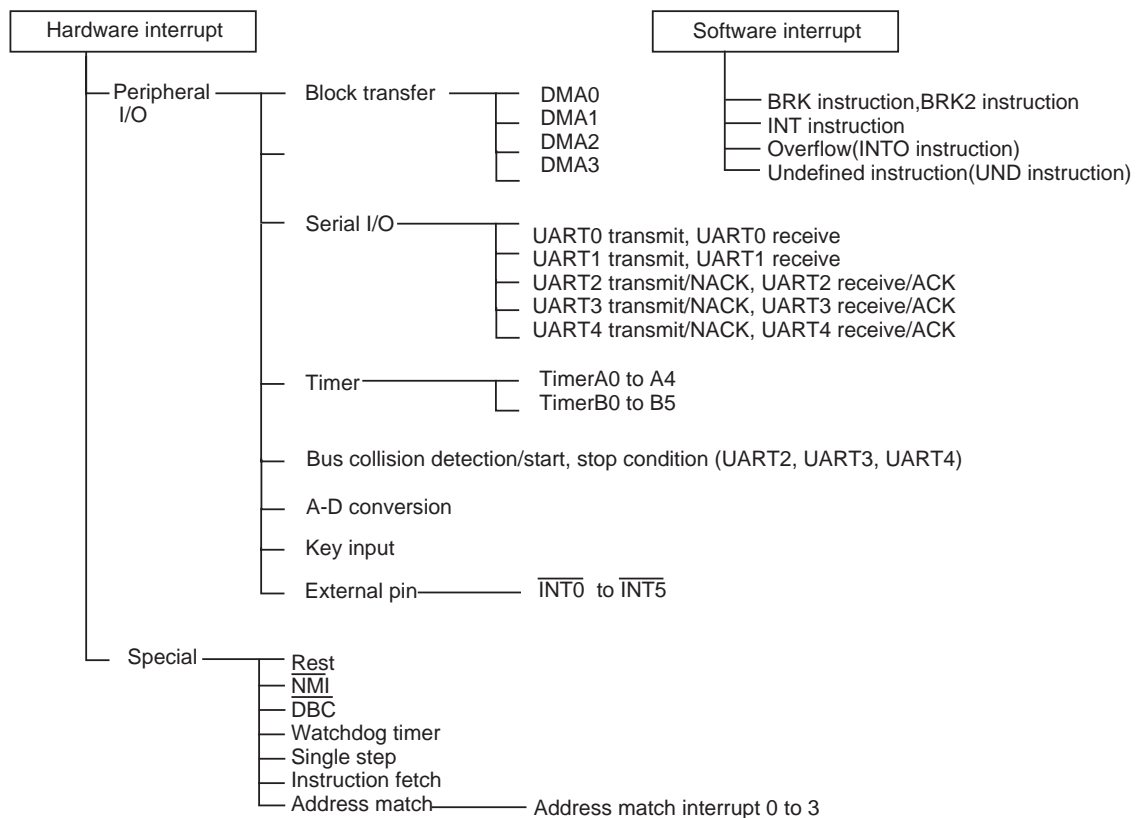 Hardware interrupt
Software interrupt
Peripheral
I/O
Block transfer
DMA0
DMA1
DMA2
DMA3
BRK instruction,BRK2 instruction
INT instruction
Overflow(INTO instruction)
Undefined instruction(UND instruction)
Serial I/O
UART0 transmit, UART0 receive
UART1 transmit, UART1 receive
UART2 transmit/NACK, UART2 receive/ACK
UART3 transmit/NACK, UART3 receive/ACK
UART4 transmit/NACK, UART4 receive/ACK
Timer
TimerA0 to A4
TimerB0 to B5
Bus collision detection/start, stop condition (UART2, UART3, UART4)
A-D conversion
Key input
External pin
INT0 to INT5
Special
Rest
NMI
DBC
Watchdog timer
Single step
Instruction fetch
Address match
Address match interrupt 0 to 3